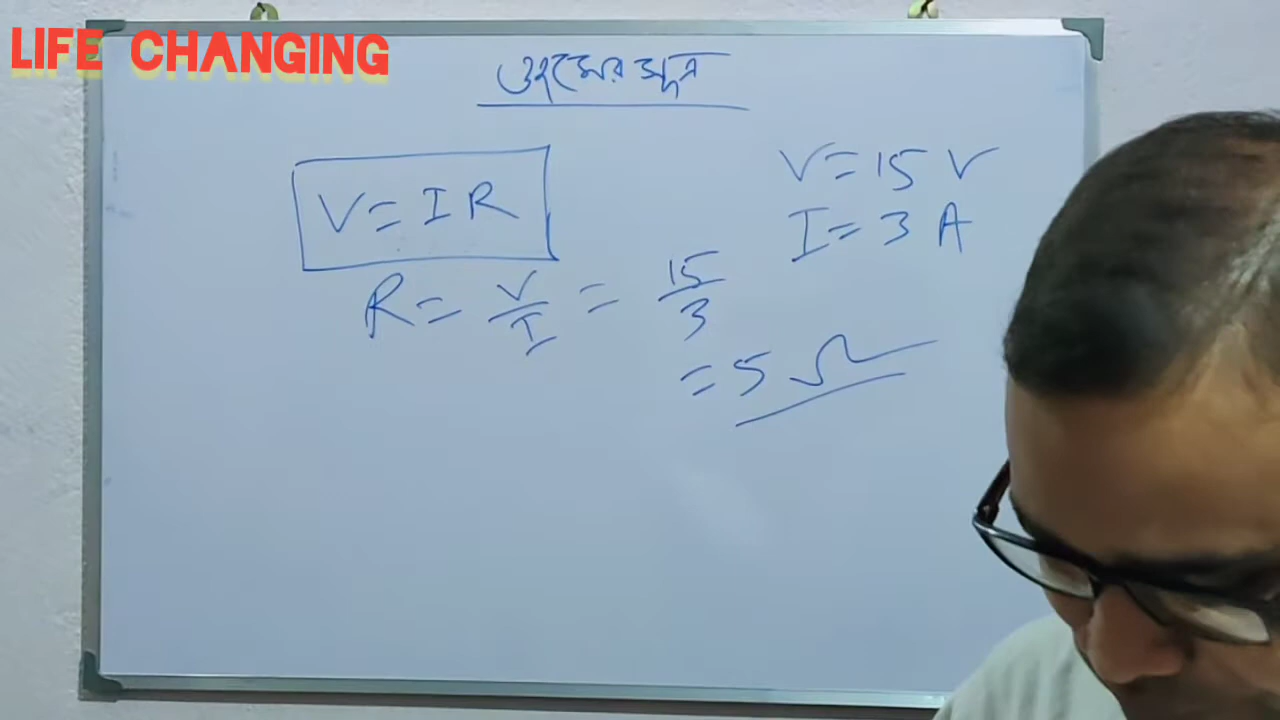 LIFE CHANGING
ওহমের সূত্র
V = IR
V = 15 V
I = 3 A
R = V/I = 15/3
= 5 Ω